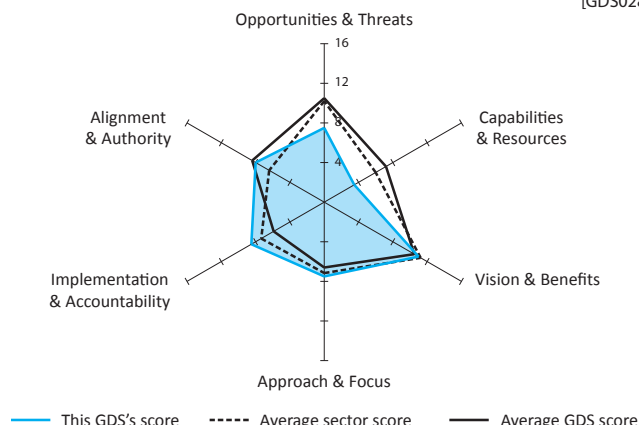 [GDS02
Opportunities & Threats
16
12
8
4
Alignment
& Authority
Capabilities
& Resources
Implementation
& Accountability
Vision & Benefits
Approach & Focus
This GDS's score
Average sector score
Average GDS score